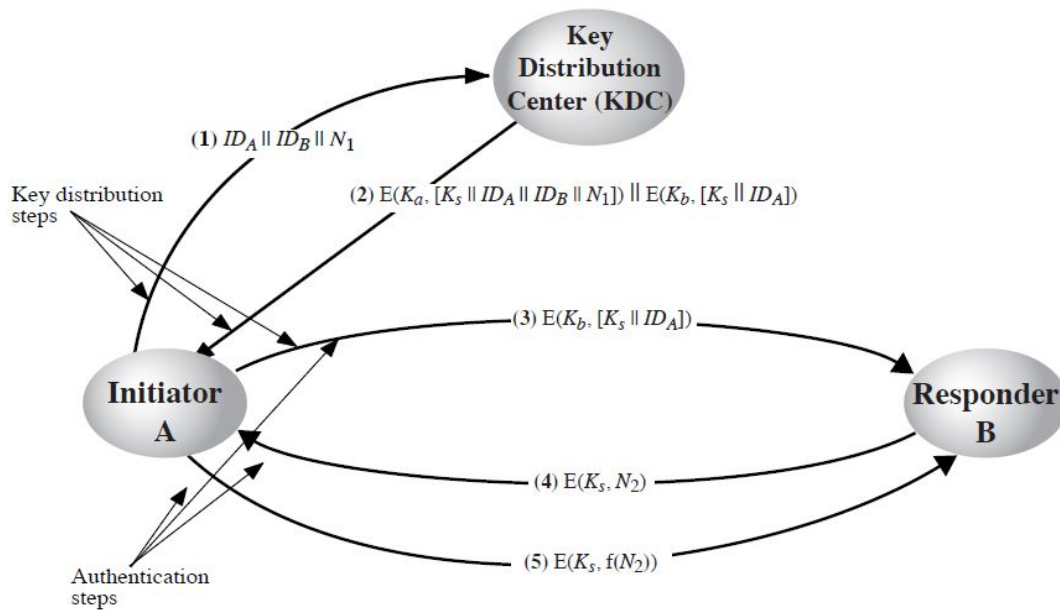 Key
Distribution
Center (KDC)
(1) ID_A || ID_B || N_1
Key distribution
steps
(2) E(K_a, [K_s || ID_A || ID_B || N_1]) || E(K_b, [K_s || ID_A])
(3) E(K_b, [K_s || ID_A])
Initiator
A
Responder
B
(4) E(K_s, N_2)
(5) E(K_s, f(N_2))
Authentication
steps